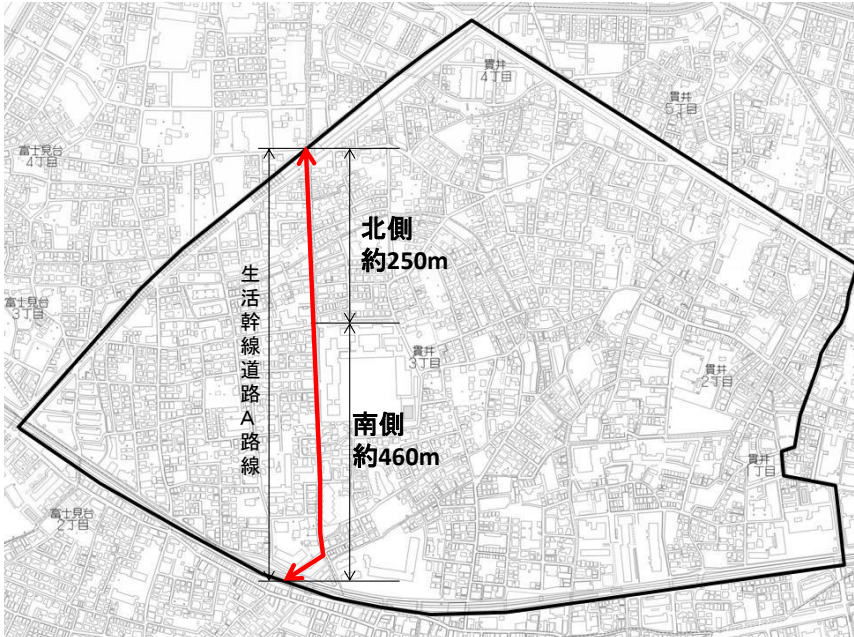 貫井
4丁目
貫井
5丁目
富士見台
4丁目
北側
約250m
生活幹線道路A路線
富士見台
3丁目
貫井
3丁目
貫井
2丁目
南側
約460m
貫井
丁目
富士見台
2丁目